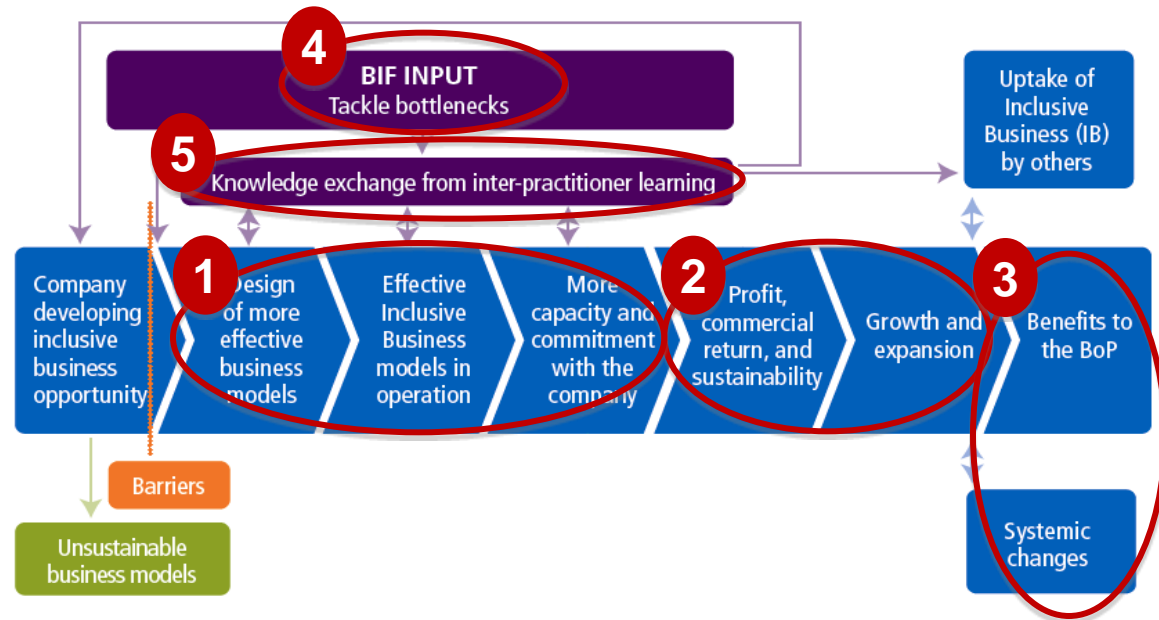 4
BIF INPUT
Tackle bottlenecks
Uptake of
Inclusive
Business (IB)
by others
5
Knowledge exchange from inter-practitioner learning
Company
developing
inclusive
business
opportunity
1
Design
of more
effective
business
models
Effective
Inclusive
Business
models in
operation
More
capacity and
commitment
with the
company
2
Profit,
commercial
return, and
sustainability
Growth and
expansion
3
Benefits to
the BoP
Barriers
Unsustainable
business models
Systemic
changes